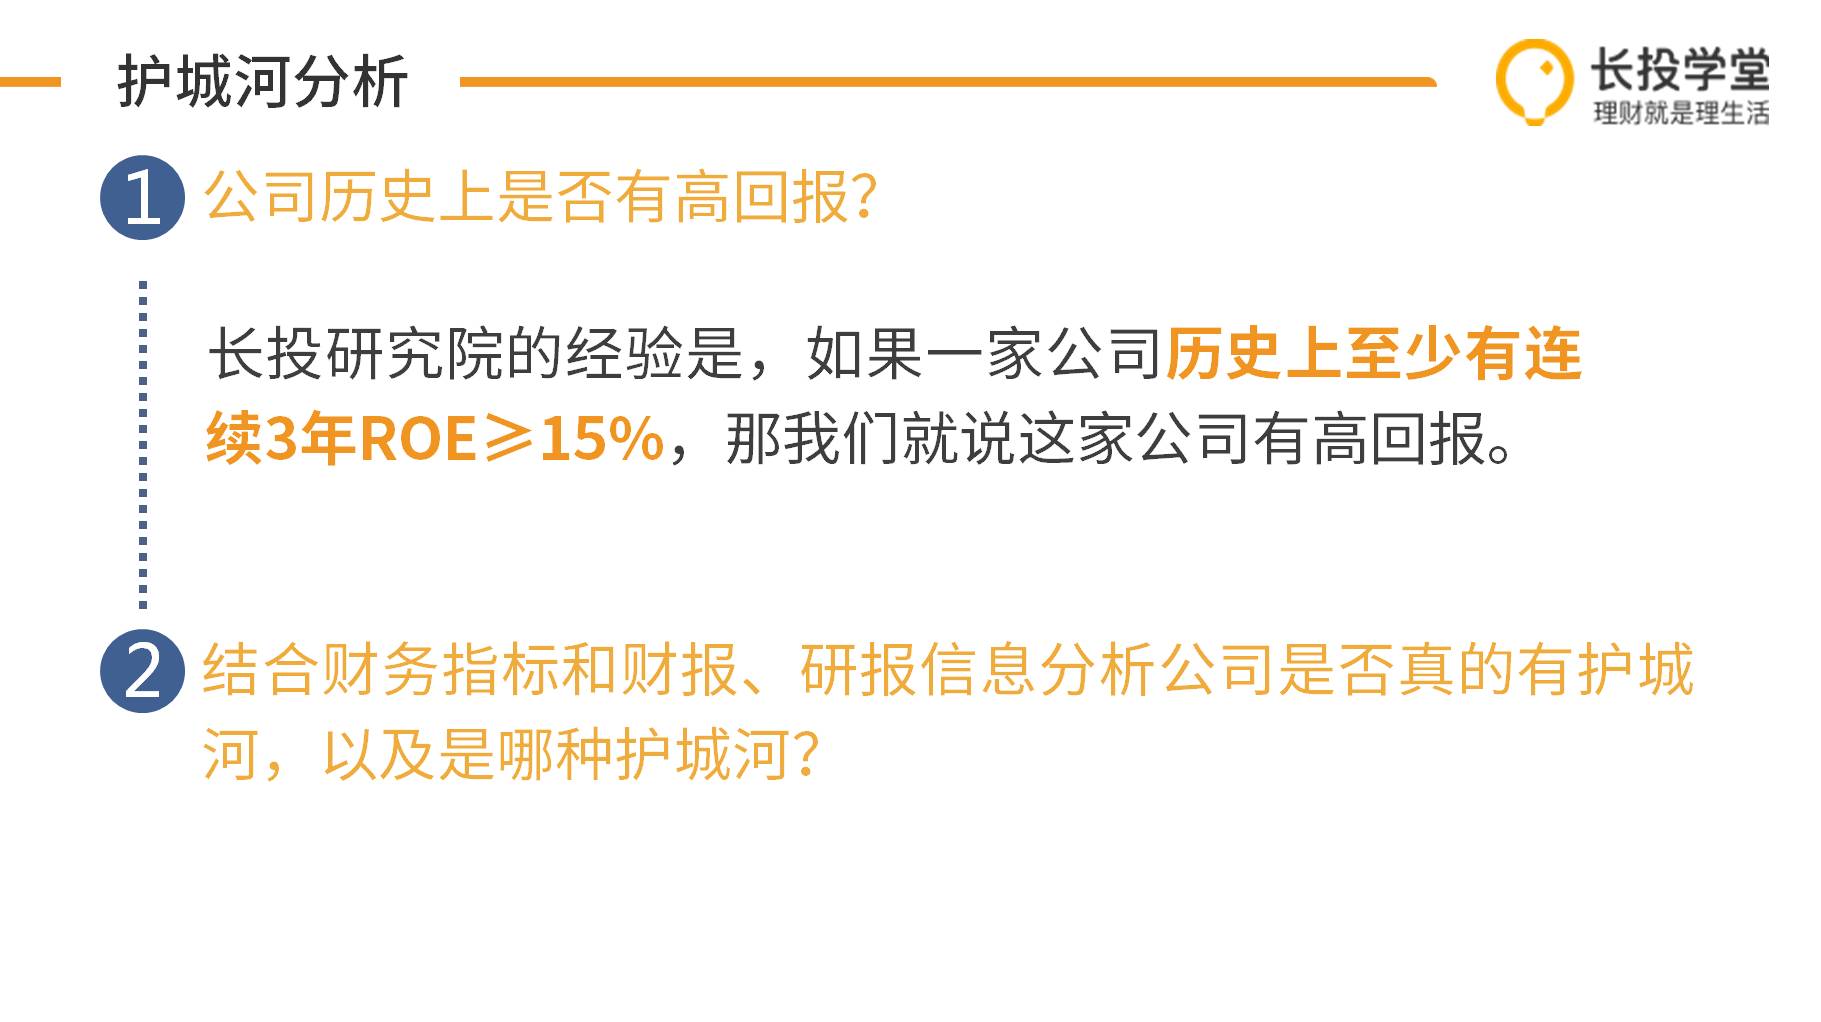 护城河分析
长投学堂
理财就是理生活
1 公司历史上是否有高回报？
长投研究院的经验是，如果一家公司历史上至少有连
续3年ROE≥15%，那我们就说这家公司有高回报。
2 结合财务指标和财报、研报信息分析公司是否真的有护城
河，以及是哪种护城河？